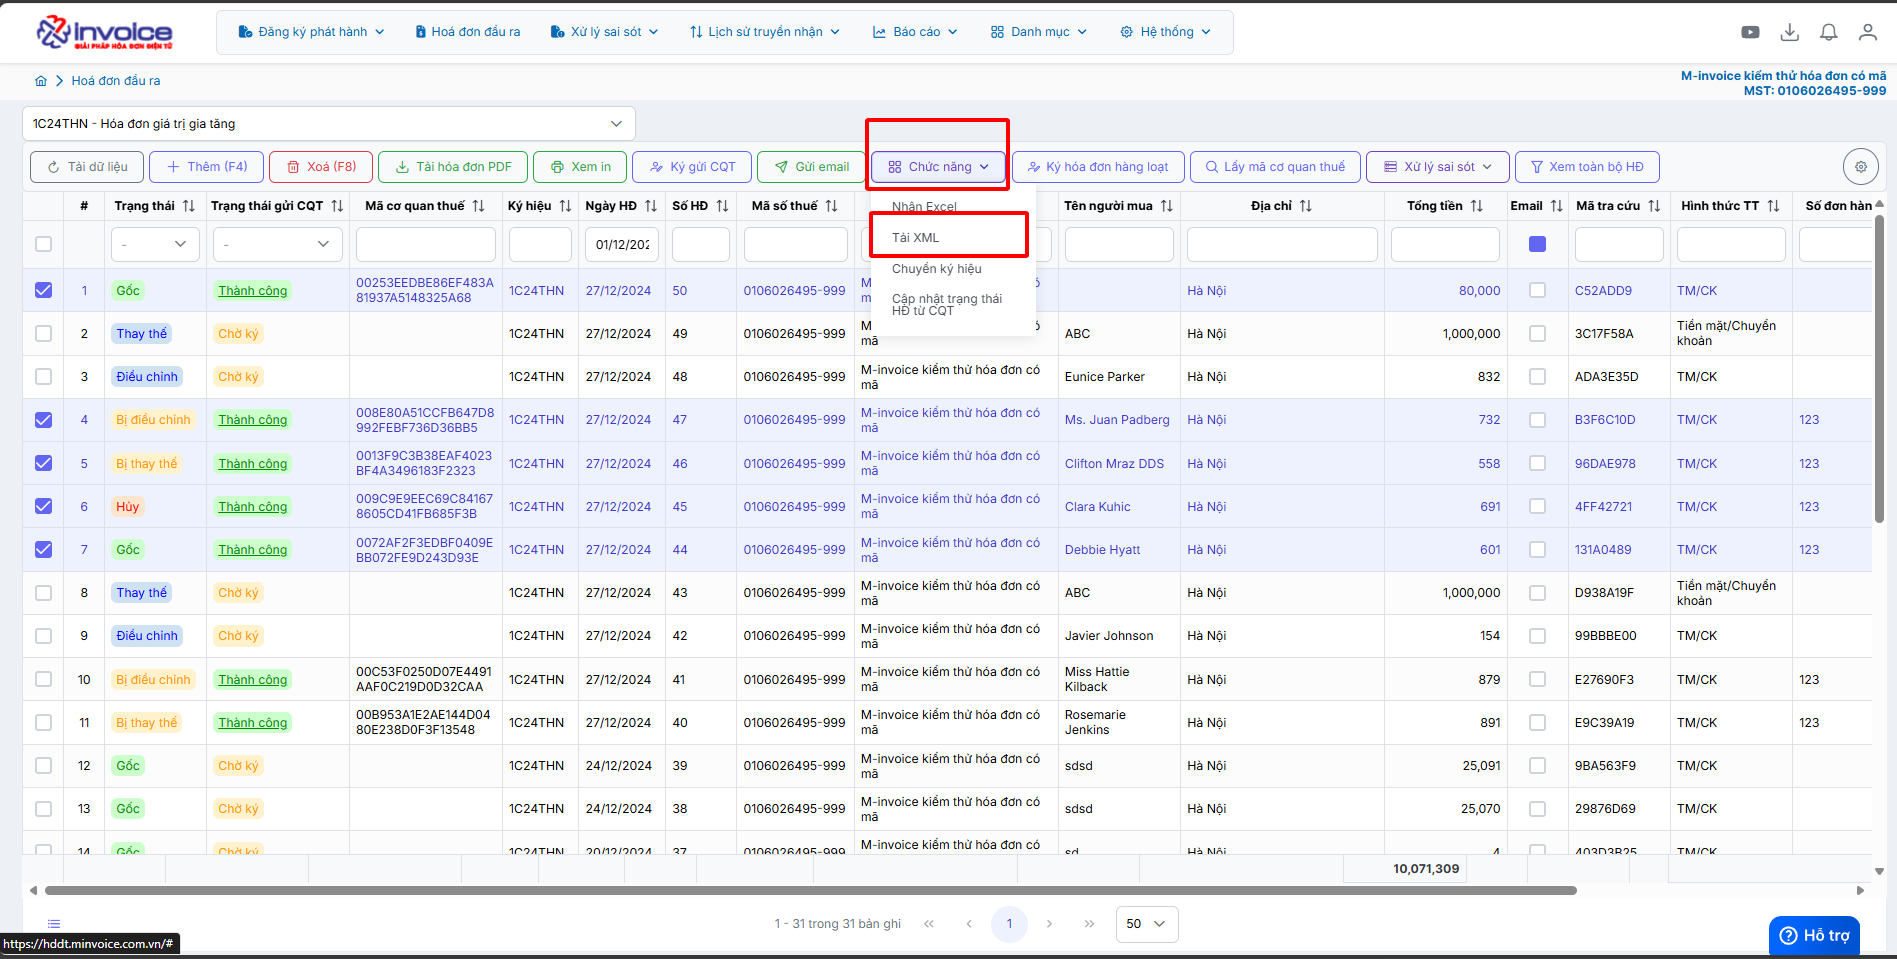 Invoice
GIẢI PHÁP HÓA ĐƠN ĐIỆN TỬ
Đăng ký phát hành
Hoá đơn đầu ra
Xử lý sai sót
Lịch sử truyền nhận
Báo cáo
Danh mục
Hệ thống
Hoá đơn đầu ra
M-invoice kiểm thử hóa đơn có mã
MST: 0106026495-999
1C24THN - Hóa đơn giá trị gia tăng
Tải dữ liệu
Thêm (F4)
Xoá (F8)
Tải hóa đơn PDF
Xem in
Ký gửi CQT
Gửi email
Chức năng
Ký hóa đơn hàng loạt
Lấy mã cơ quan thuế
Xử lý sai sót
Xem toàn bộ HĐ
Nhận Excel
Tải XML
Chuyển ký hiệu
Cập nhật trạng thái
HĐ từ CQT
# Trạng thái Trạng thái gửi CQT Mã cơ quan thuế Ký hiệu Ngày HĐ Số HĐ Mã số thuế Tên người mua Địa chỉ Tổng tiền Email Mã tra cứu Hình thức TT Số đơn hàn
- - 01/12/202
1 Gốc Thành công 00253EEDBE86EF483A 1C24THN 27/12/2024 50 0106026495-999 Hà Nội 80,000 C52ADD9 TM/CK
81937A5148325A68
2 Thay thế Chờ ký 1C24THN 27/12/2024 49 0106026495-999 ABC Hà Nội 1,000,000 3C17F58A Tiền mặt/Chuyển
mã khoản
3 Điều chỉnh Chờ ký 1C24THN 27/12/2024 48 0106026495-999 M-invoice kiểm thử hóa đơn có Eunice Parker Hà Nội 832 ADA3E35D TM/CK
mã
4 Bị điều chỉnh Thành công 008E80A51CCFB647D8 1C24THN 27/12/2024 47 0106026495-999 M-invoice kiểm thử hóa đơn có Ms. Juan Padberg Hà Nội 732 B3F6C10D TM/CK 123
992FEBF736D36BB5 mã
5 Bị thay thế Thành công 0013F9C3B38EAF4023 1C24THN 27/12/2024 46 0106026495-999 M-invoice kiểm thử hóa đơn có Clifton Mraz DDS Hà Nội 558 96DAE978 TM/CK 123
BF4A3496183F2323 mã
6 Hủy Thành công 009C9E9EEC69C84167 1C24THN 27/12/2024 45 0106026495-999 M-invoice kiểm thử hóa đơn có Clara Kuhic Hà Nội 691 4FF42721 TM/CK 123
8605CD41FB685F3B mã
7 Gốc Thành công 0072AF2F3EDBF0409E 1C24THN 27/12/2024 44 0106026495-999 M-invoice kiểm thử hóa đơn có Debbie Hyatt Hà Nội 601 131A0489 TM/CK 123
BB072FE9D243D93E mã
8 Thay thế Chờ ký 1C24THN 27/12/2024 43 0106026495-999 M-invoice kiểm thử hóa đơn có ABC Hà Nội 1,000,000 D938A19F Tiền mặt/Chuyển
mã khoản
9 Điều chỉnh Chờ ký 1C24THN 27/12/2024 42 0106026495-999 M-invoice kiểm thử hóa đơn có Javier Johnson Hà Nội 154 99BBBE00 TM/CK
mã
10 Bị điều chỉnh Thành công 00C53F0250D07E4491 1C24THN 27/12/2024 41 0106026495-999 M-invoice kiểm thử hóa đơn có Miss Hattie Hà Nội 879 E27690F3 TM/CK 123
AAF0C219D0D32CAA mã Kilback
11 Bị thay thế Thành công 00B953A1E2AE144D04 1C24THN 27/12/2024 40 0106026495-999 M-invoice kiểm thử hóa đơn có Rosemarie Hà Nội 891 E9C39A19 TM/CK 123
80E238D0F3F13548 mã Jenkins
12 Gốc Chờ ký 1C24THN 24/12/2024 39 0106026495-999 M-invoice kiểm thử hóa đơn có sdsd Hà Nội 25,091 9BA563F9 TM/CK
mã
13 Gốc Chờ ký 1C24THN 24/12/2024 38 0106026495-999 M-invoice kiểm thử hóa đơn có sdsd Hà Nội 25,070 29876D69 TM/CK
mã
14 Gốc Chờ ký 1C24THN 20/12/2024 37 0106026495-999 M-invoice kiểm thử hóa đơn có sd Hà Nội 4 403D3B25 TM/CK
10,071,309
1 - 31 trong 31 bản ghi
1
50
https://hddt.minvoice.com.vn/#
Hỗ trợ